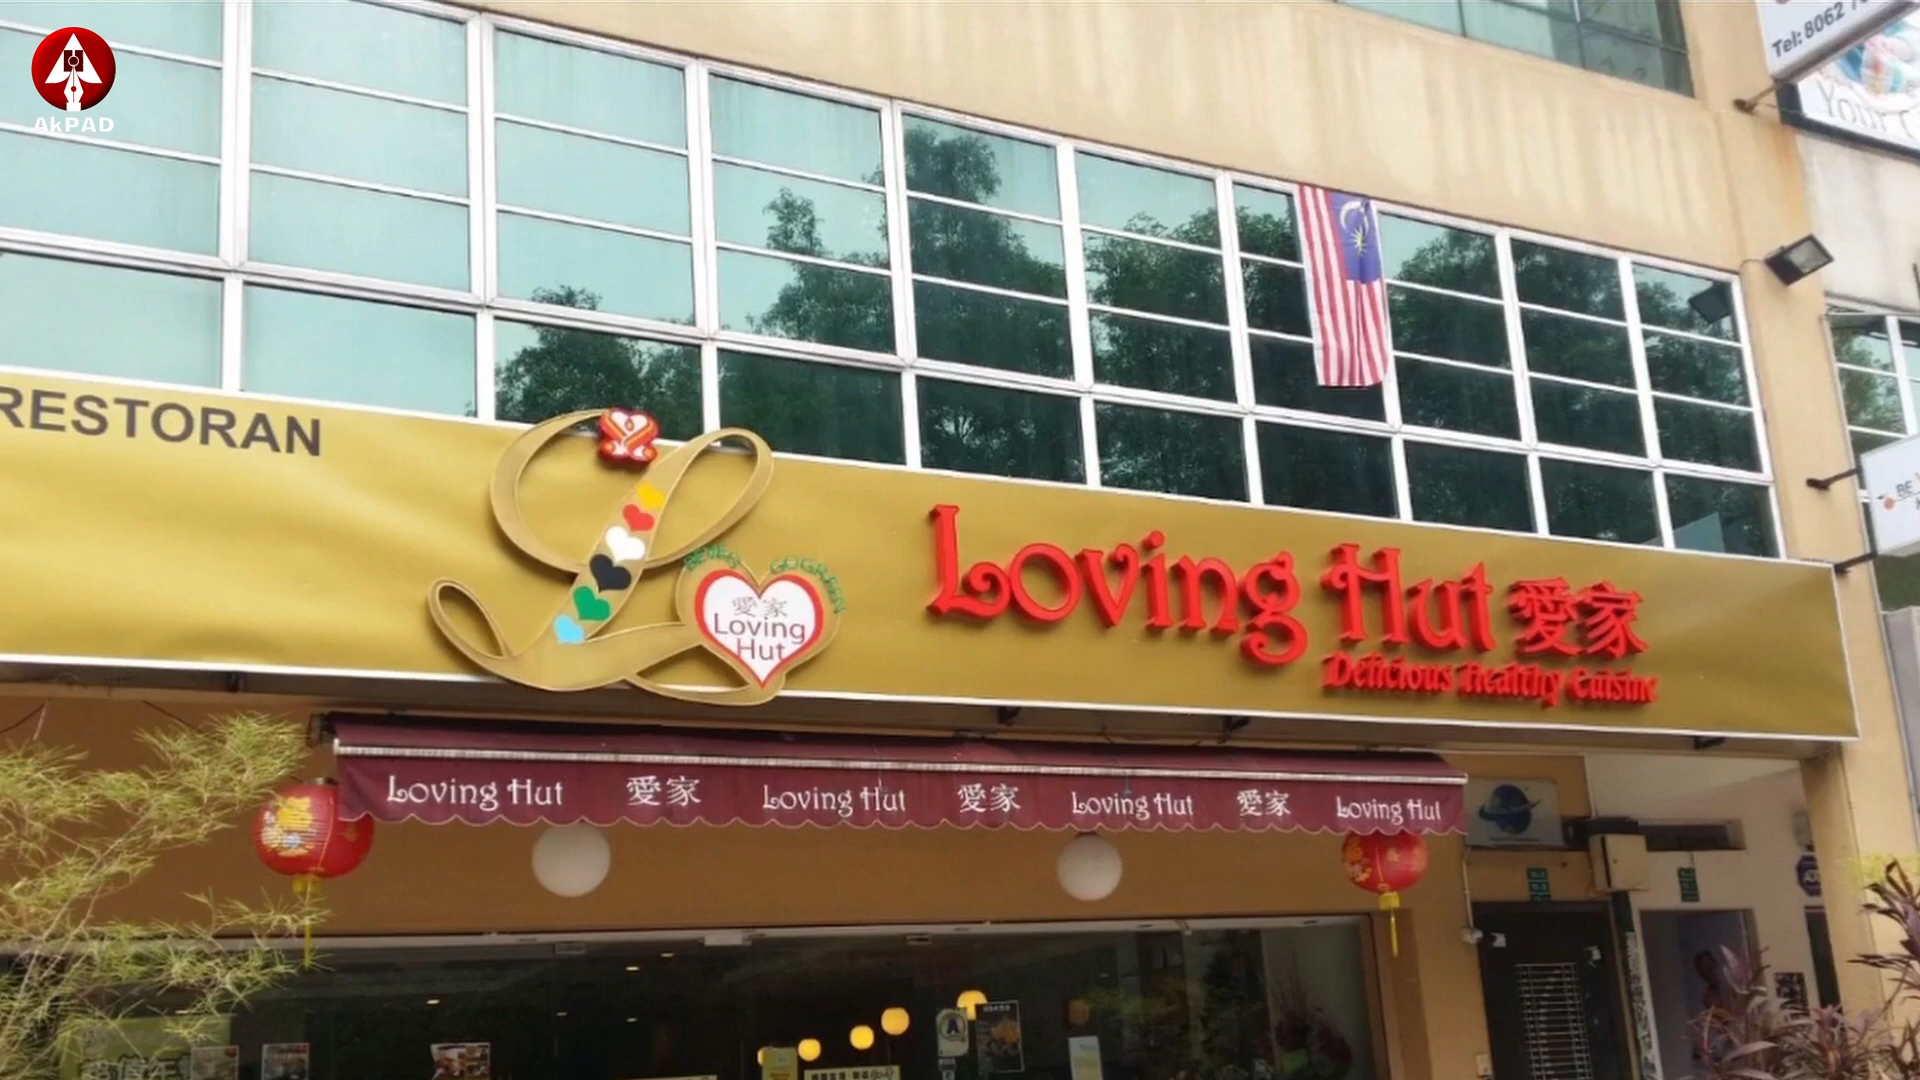 AkPAD
Tel: 8062
RESTORAN
BE VEG
GO GREEN
愛家
Loving
Hut
Loving Hut 愛家
Delicious Healthy Cuisine
Loving Hut 愛家 Loving Hut 愛家 Loving Hut 愛家 Loving Hut